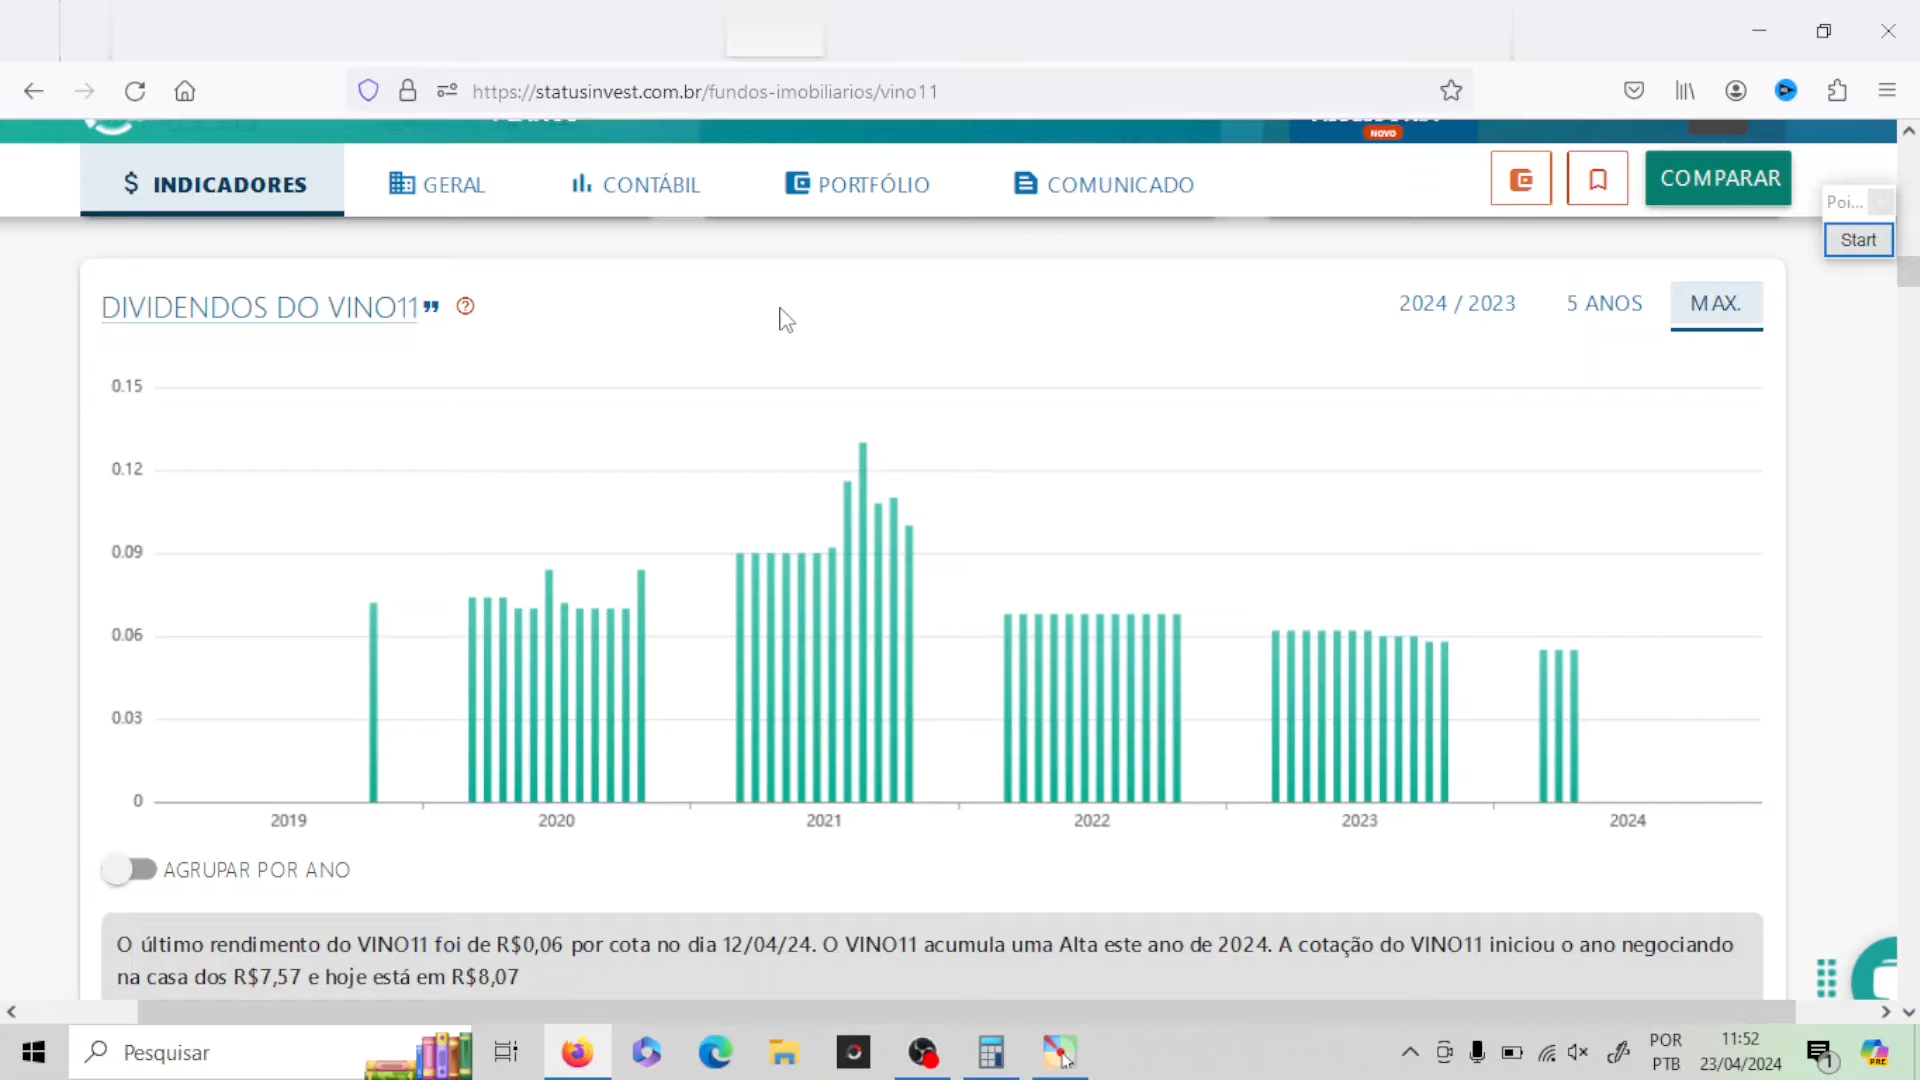 https://statusinvest.com.br/fundos-imobiliarios/vino11
NOVO
$ INDICADORES
GERAL
CONTÁBIL
PORTFÓLIO
COMUNICADO
COMPARAR
Poi...
Start
DIVIDENDOS DO VINO11
2024 / 2023
5 ANOS
MAX.
0.15
0.12
0.09
0.06
0.03
0
2019
2020
2021
2022
2023
2024
AGRUPAR POR ANO
O último rendimento do VINO11 foi de R$0,06 por cota no dia 12/04/24. O VINO11 acumula uma Alta este ano de 2024. A cotação do VINO11 iniciou o ano negociando
na casa dos R$7,57 e hoje está em R$8,07
Pesquisar
POR
PTB
11:52
23/04/2024
1
PRE